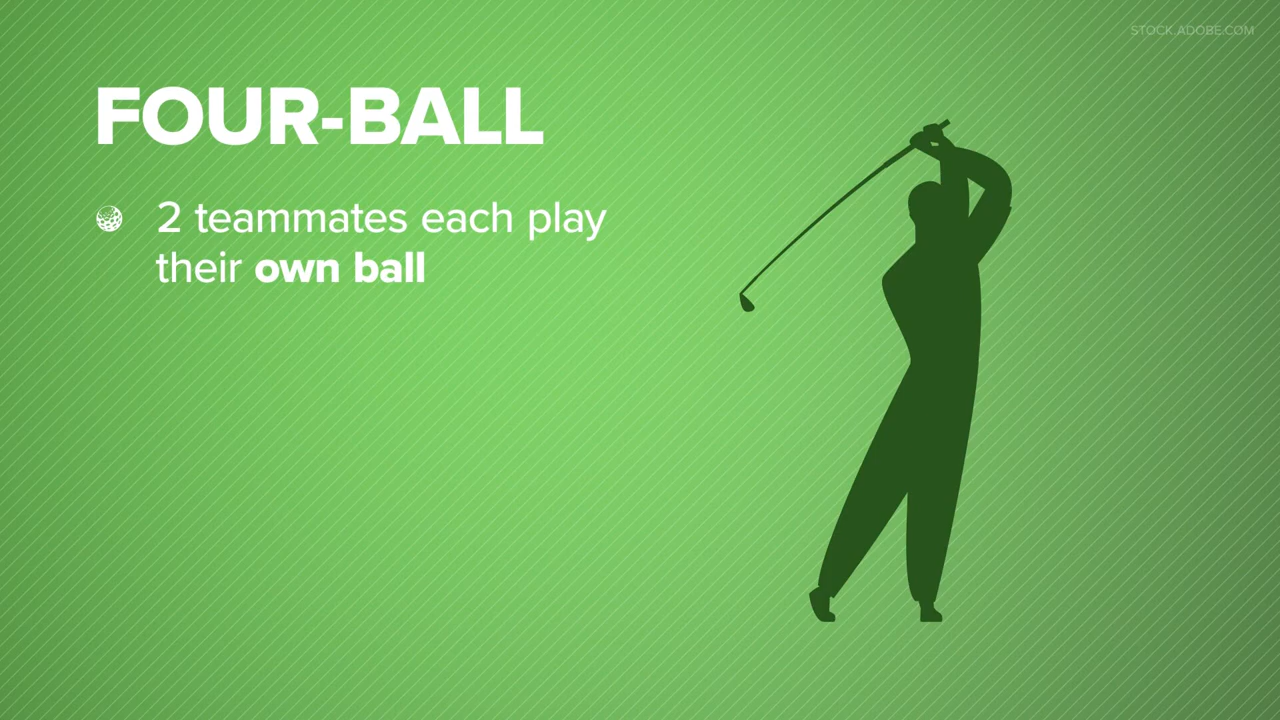 STOCK.ADOBE.COM
FOUR-BALL
2 teammates each play
their own ball